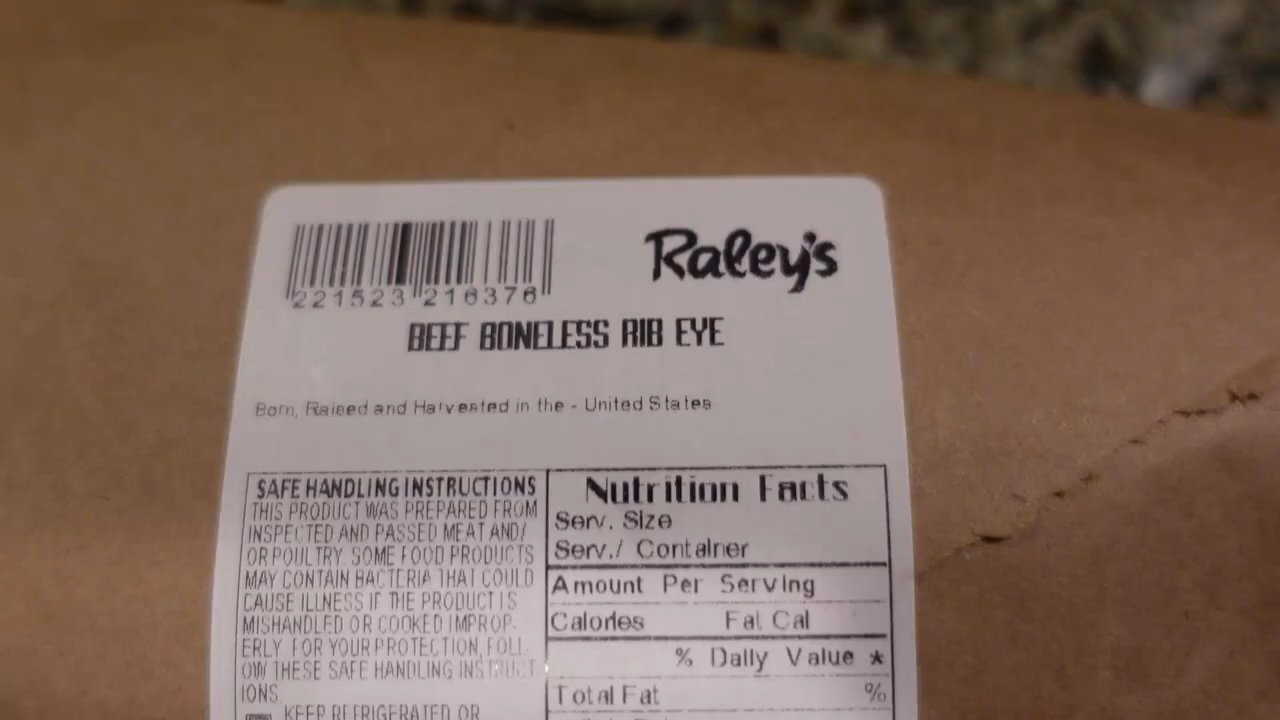 Raley's
221523 216376
BEEF BONELESS RIB EYE
Born, Raised and Harvested in the - United States
SAFE HANDLING INSTRUCTIONS
THIS PRODUCT WAS PREPARED FROM
INSPECTED AND PASSED MEAT AND/
OR POULTRY. SOME FOOD PRODUCTS
MAY CONTAIN BACTERIA THAT COULD
CAUSE ILLNESS IF THE PRODUCT IS
MISHANDLED OR COOKED IMPROP-
ERLY. FOR YOUR PROTECTION, FOLL
OW THESE SAFE HANDLING INSTRUCT
IONS.
KEEP REFRIGERATED OR
Nutrition Facts
Serv. Size
Serv./ Container
Amount Per Serving
Calories Fat Cal
% Daily Value *
Total Fat %